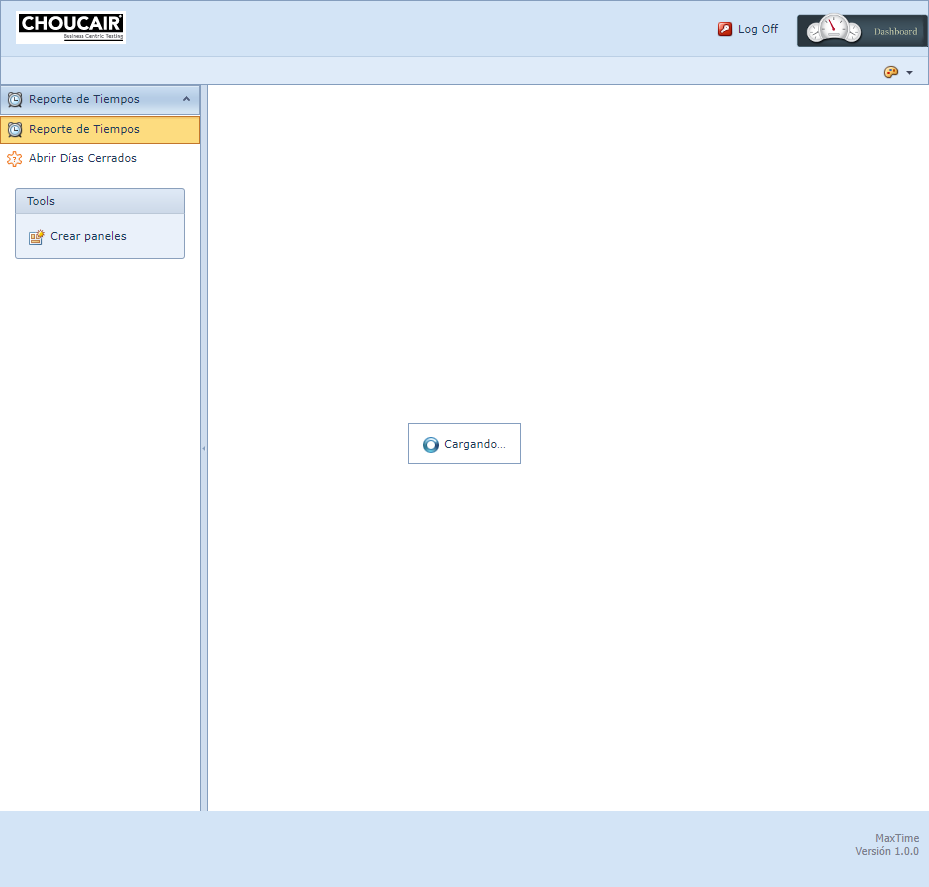 CHOUCAIR
Business Centric Testing
Log Off
Dashboard
Reporte de Tiempos
Reporte de Tiempos
Abrir Días Cerrados
Tools
Crear paneles
Cargando...
MaxTime
Versión 1.0.0